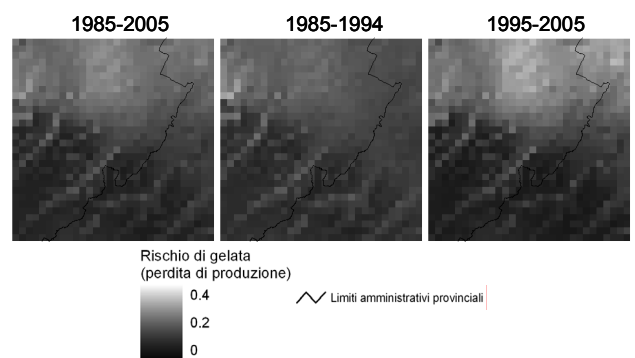 1985-2005 1985-1994 1995-2005
Rischio di gelata
(perdita di produzione)
0.4
0.2
0
Limiti amministrativi provinciali